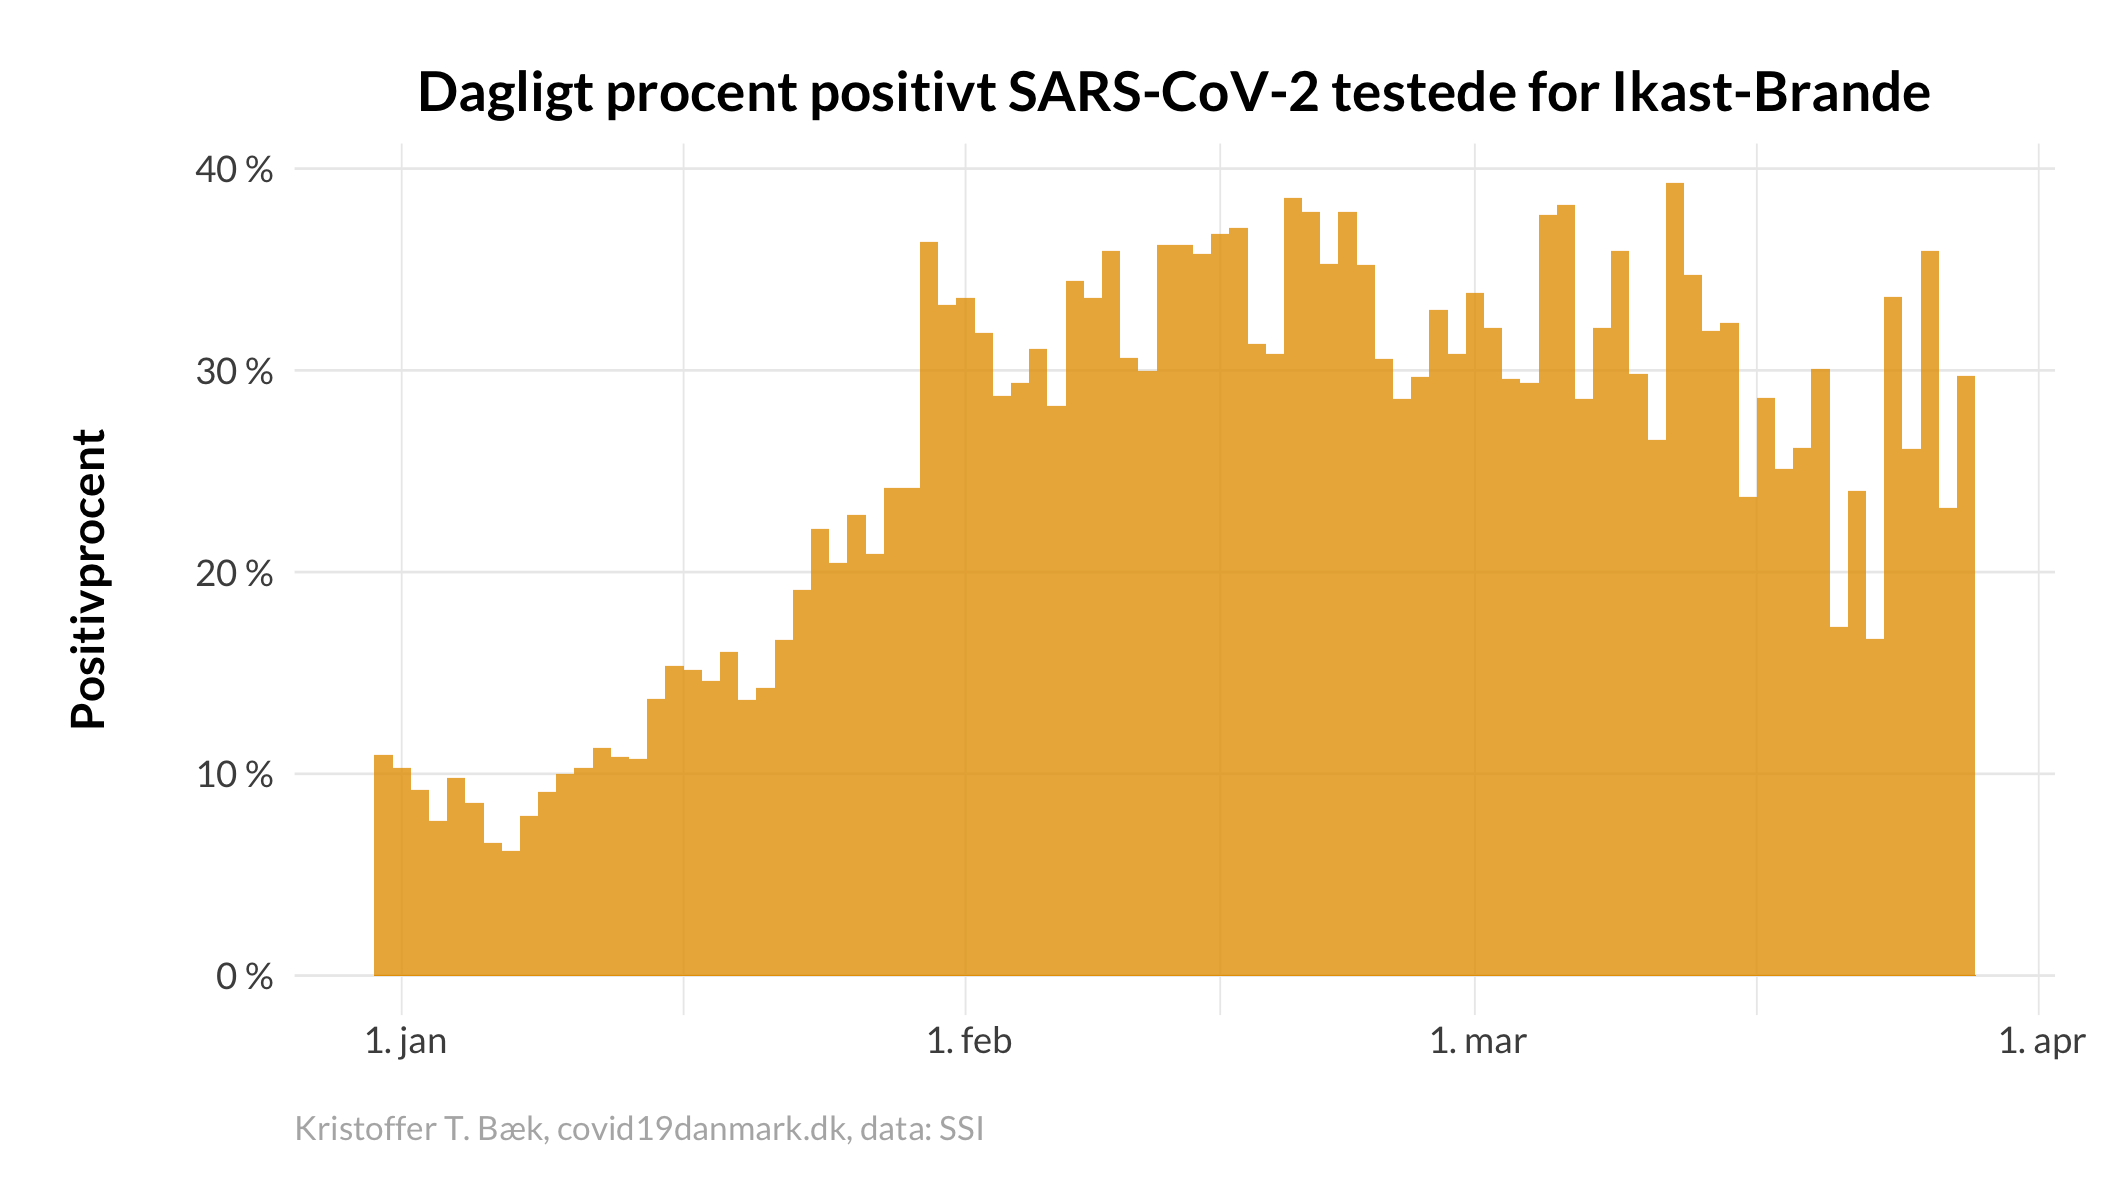 Dagligt procent positivt SARS-CoV-2 testede for Ikast-Brande
Positivprocent
40 %
30 %
20 %
10 %
0 %
1. jan
1. feb
1. mar
1. apr
Kristoffer T. Bæk, covid19danmark.dk, data: SSI